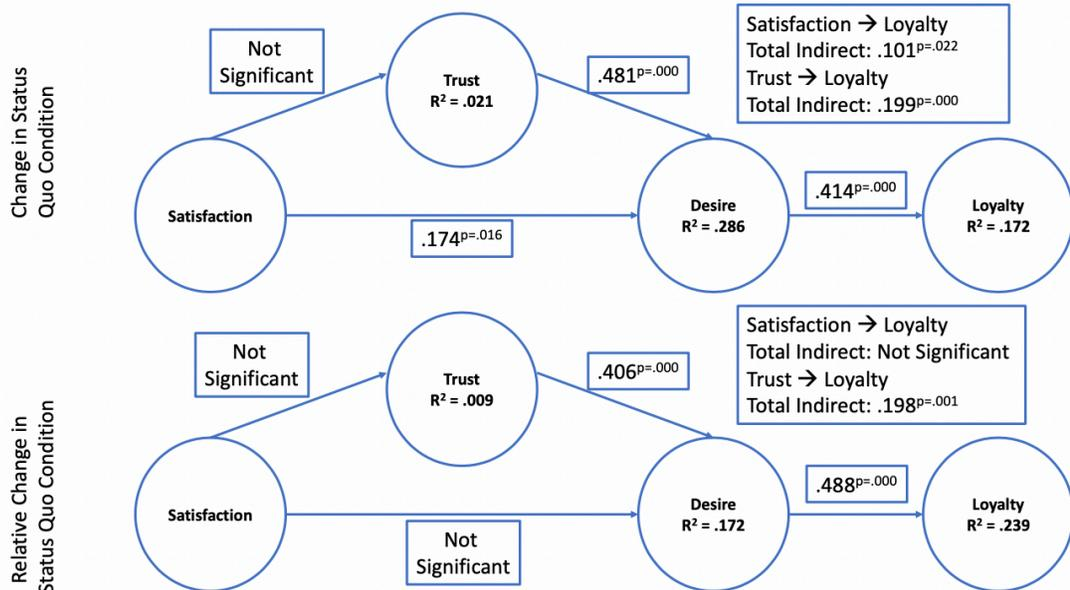 Change in Status
Quo Condition
Not
Significant
Trust
R² = .021
.481p=.000
Satisfaction → Loyalty
Total Indirect: .101p=.022
Trust → Loyalty
Total Indirect: .199p=.000
Satisfaction
.174p=.016
Desire
R² = .286
.414p=.000
Loyalty
R² = .172
Relative Change in
Status Quo Condition
Not
Significant
Trust
R² = .009
.406p=.000
Satisfaction → Loyalty
Total Indirect: Not Significant
Trust → Loyalty
Total Indirect: .198p=.001
Satisfaction
Not
Significant
Desire
R² = .172
.488p=.000
Loyalty
R² = .239